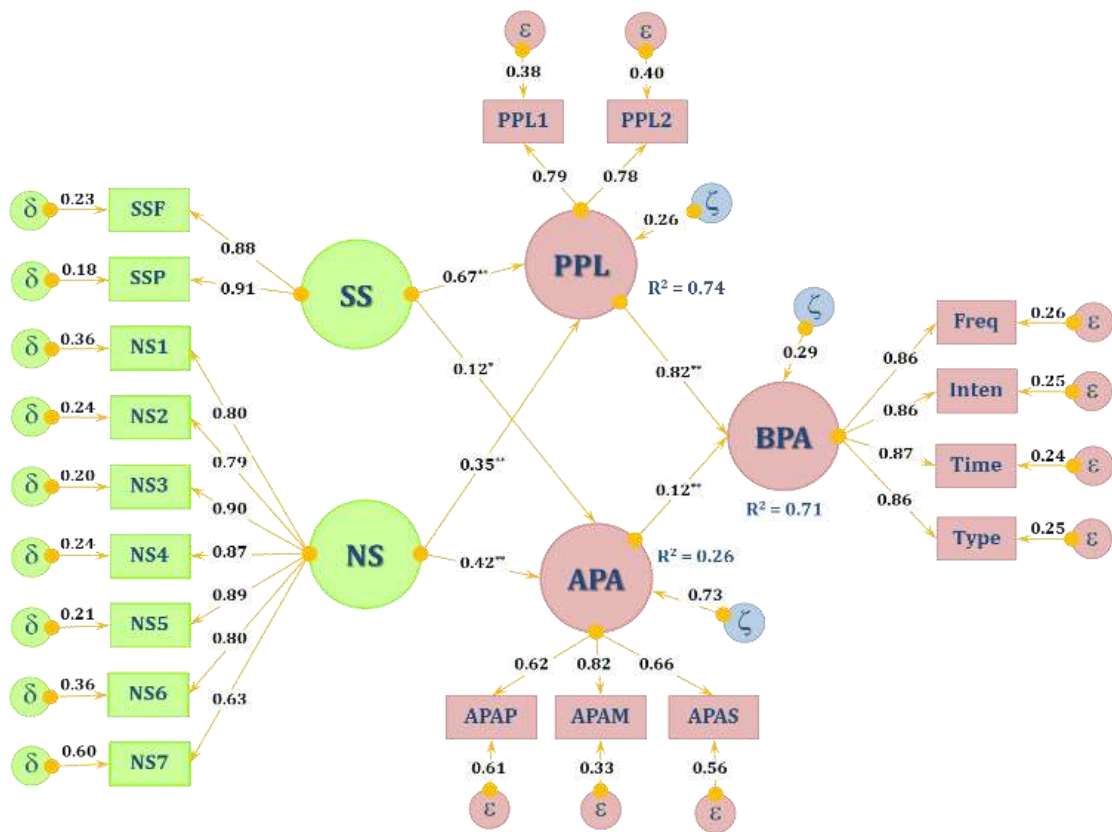 ε
ε
0.38
0.40
PPL1
PPL2
0.79
0.78
δ
0.23
SSF
0.88
δ
0.18
SSP
0.91
SS
0.67**
0.12*
PPL
0.26
ζ
R² = 0.74
δ
0.36
NS1
0.80
δ
0.24
NS2
0.79
δ
0.20
NS3
0.90
δ
0.24
NS4
0.87
δ
0.21
NS5
0.89
δ
0.36
NS6
0.80
δ
0.60
NS7
0.63
NS
0.35**
0.42**
0.82**
0.12**
ζ
0.29
BPA
R² = 0.71
0.86
Freq
0.26
ε
0.86
Inten
0.25
ε
0.87
Time
0.24
ε
0.86
Type
0.25
ε
APA
R² = 0.26
0.73
ζ
0.62
0.82
0.66
APAP
APAM
APAS
0.61
0.33
0.56
ε
ε
ε